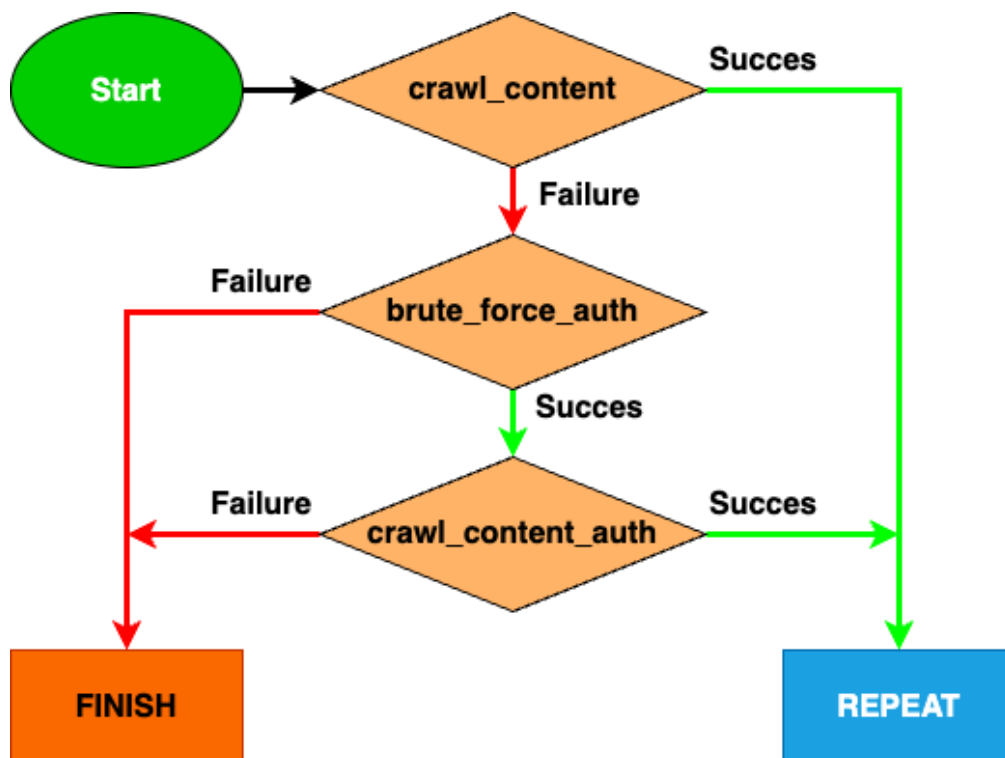 Start
crawl_content
Succes
Failure
Failure
brute_force_auth
Succes
Failure
crawl_content_auth
Succes
FINISH
REPEAT